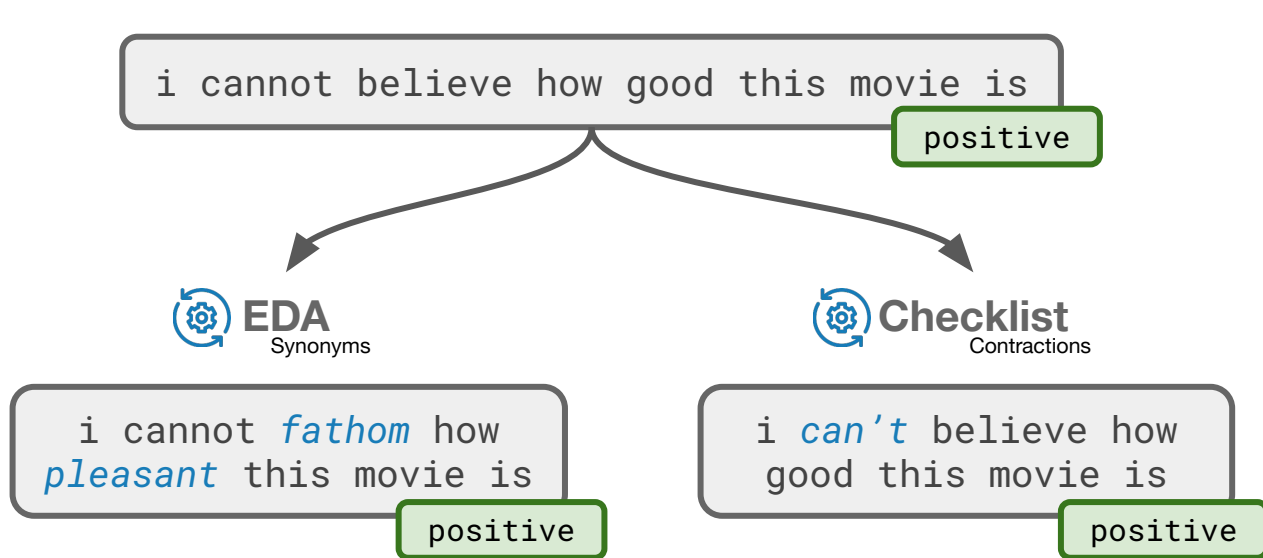 i cannot believe how good this movie is
positive
EDA
Synonyms
i cannot fathom how
pleasant this movie is
positive
Checklist
Contractions
i can’t believe how
good this movie is
positive